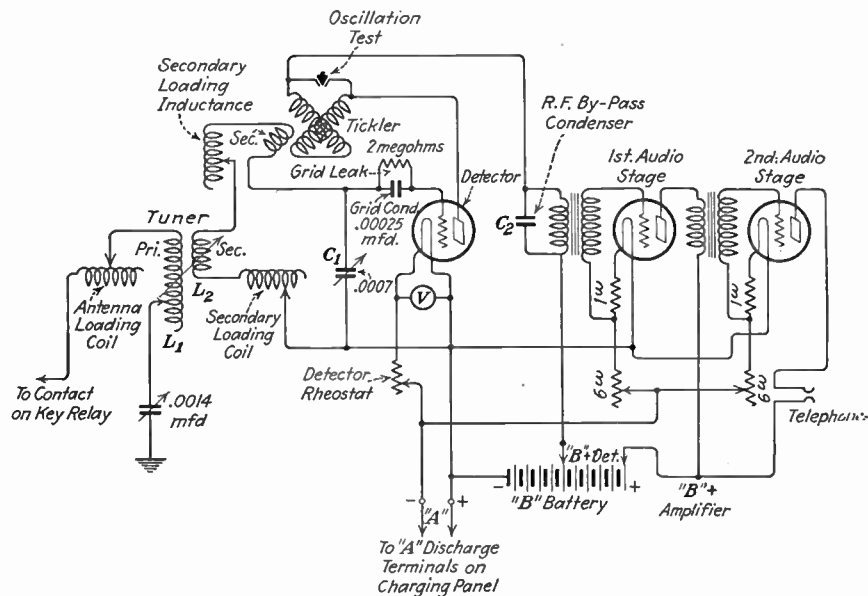 Oscillation
Test
Secondary
Loading
Inductance
Sec.
Tickler
R.F. By-Pass
Condenser
2 megohms
Grid Leak
Detector
1st. Audio
Stage
2nd. Audio
Stage
Grid Cond.
.00025
mfd.
C2
Tuner
Pri.
Sec.
L2
C1
.0007
V
1ω
1ω
Antenna
Loading
Coil
L1
Secondary
Loading
Coil
Detector
Rheostat
6ω
6ω
To Contact
on Key Relay
.0014
mfd
"B"+Det.
- +
"B" Battery
"B"+
Amplifier
- +
"A"
To "A" Discharge
Terminals on
Charging Panel